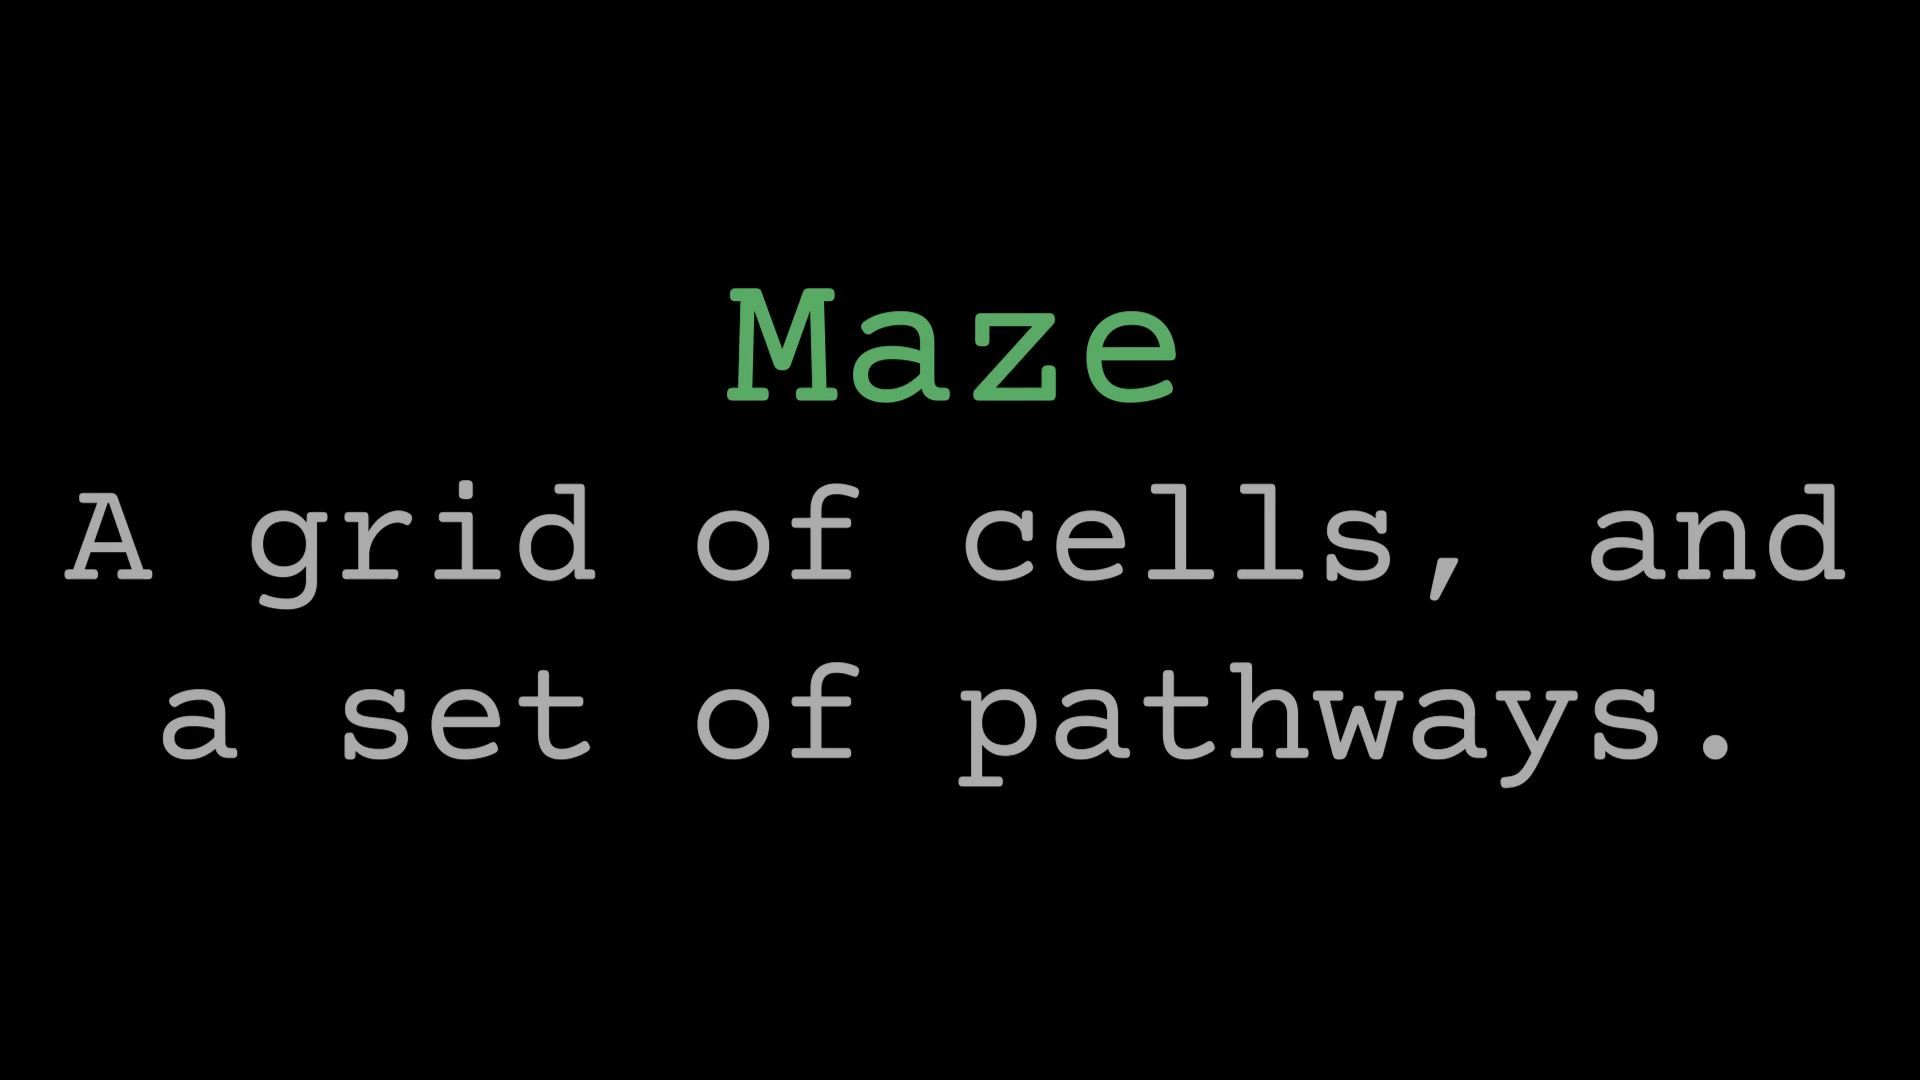 Maze
A grid of cells, and
a set of pathways.